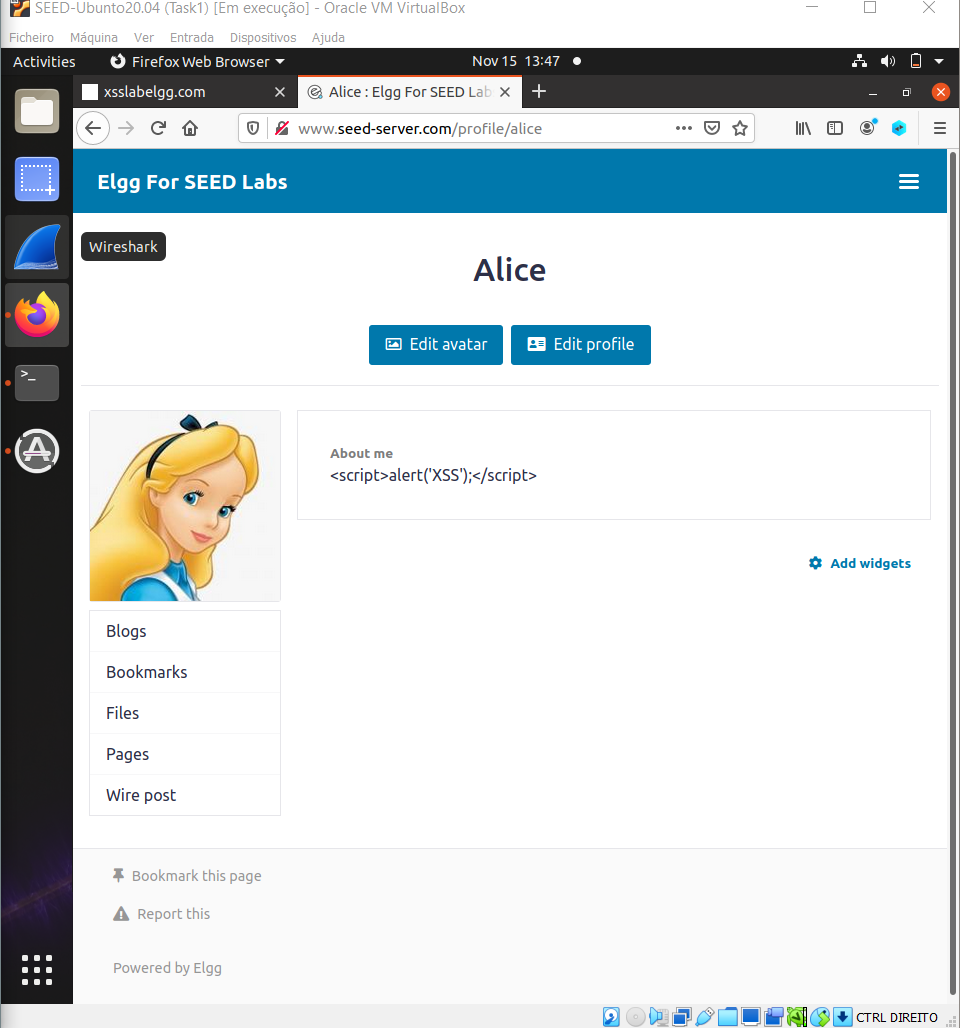 SEED-Ubunto20.04 (Task1) [Em execução] - Oracle VM VirtualBox
Ficheiro Máquina Ver Entrada Dispositivos Ajuda
Activities Firefox Web Browser Nov 15 13:47
xsslabelgg.com Alice : Elgg For SEED Lab
www.seed-server.com/profile/alice
Elgg For SEED Labs
Wireshark
Alice
Edit avatar Edit profile
About me
<script>alert('XSS');</script>
Add widgets
Blogs
Bookmarks
Files
Pages
Wire post
Bookmark this page
Report this
Powered by Elgg
CTRL DIREITO